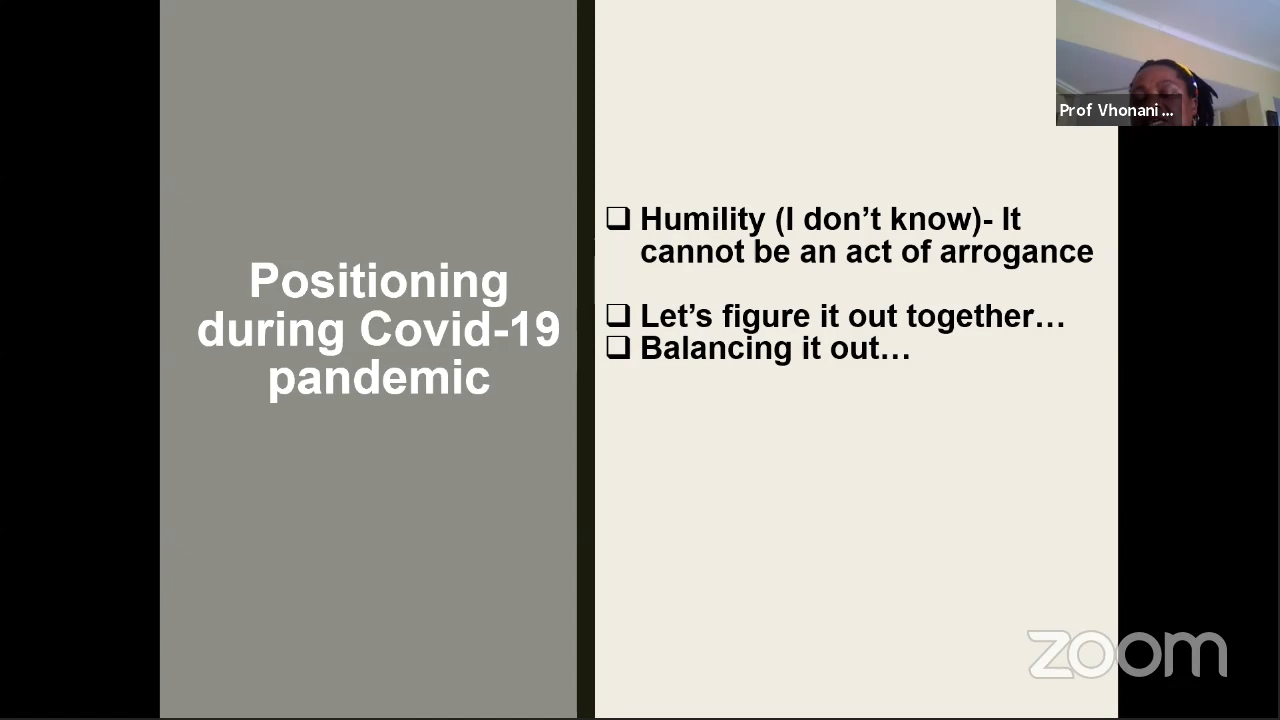 Positioning
during Covid-19
pandemic
❑ Humility (I don’t know)- It
cannot be an act of arrogance
❑ Let’s figure it out together…
❑ Balancing it out…
Prof Vhonani ...
zoom